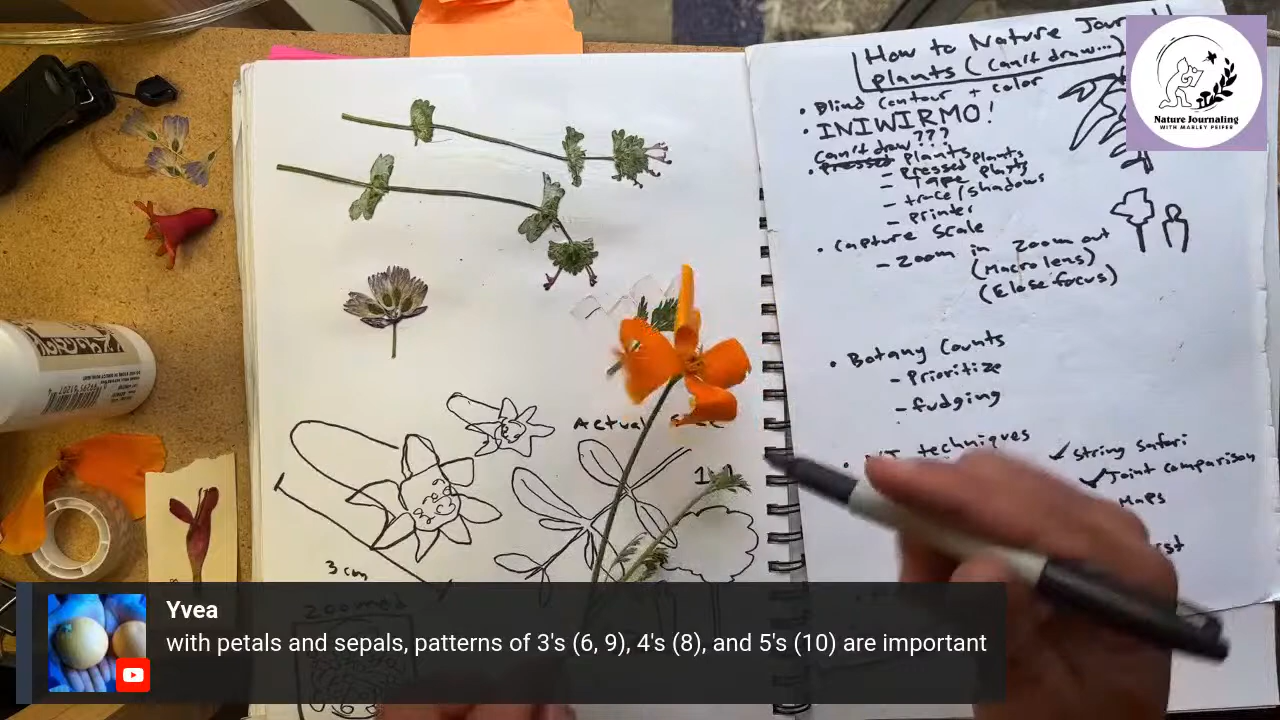 How to Nature Jour
plants (can't draw...)
• Blind contour + color
• INIWIRMO!
can't draw???
• pressed plants
- pressed plants
- Tape plants
- trace/shadows
- printer
• Capture Scale
- zoom in zoom out
(Macro lens)
(Close focus)
• Botany Counts
- Prioritize
- fudging
• techniques
✓ String safari
✓ Joint comparison
Maps
Nature Journaling
WITH MARLEY PEIFER
Actual
3 cm
zoomed
Yvea
with petals and sepals, patterns of 3's (6, 9), 4's (8), and 5's (10) are important